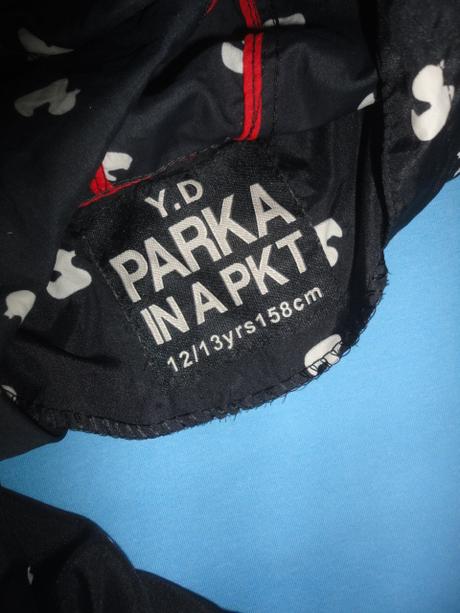 Y.D
PARKA
IN A PKT
12/13yrs158cm